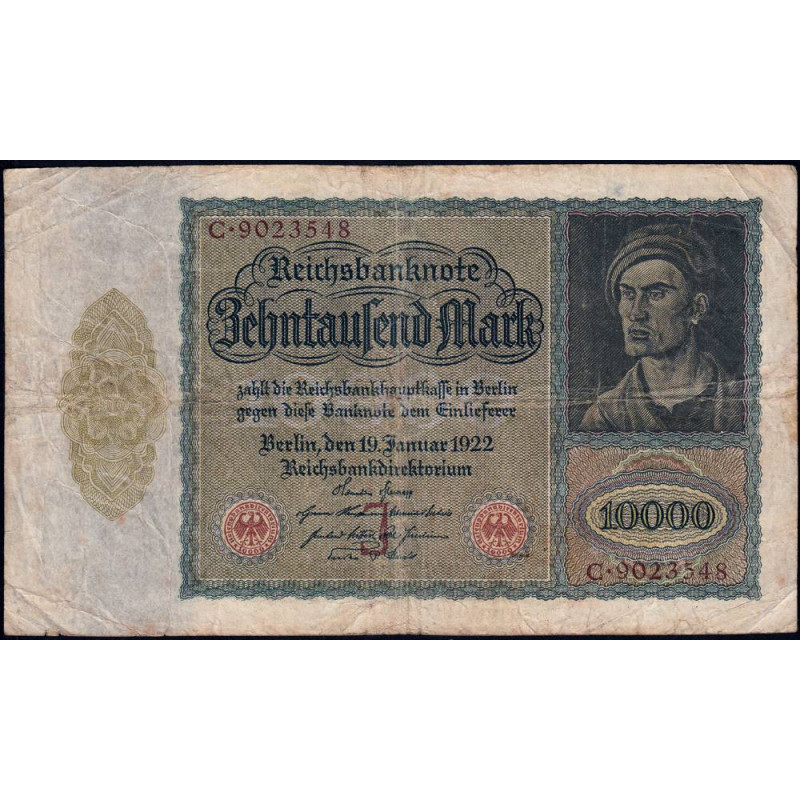 C·9023548
Reichsbanknote
Zehntausend Mark
zahlt die Reichsbankhauptkasse in Berlin
gegen diese Banknote dem Einlieferer
Berlin, den 19. Januar 1922
Reichsbankdirektorium
J
10000
C·9023548